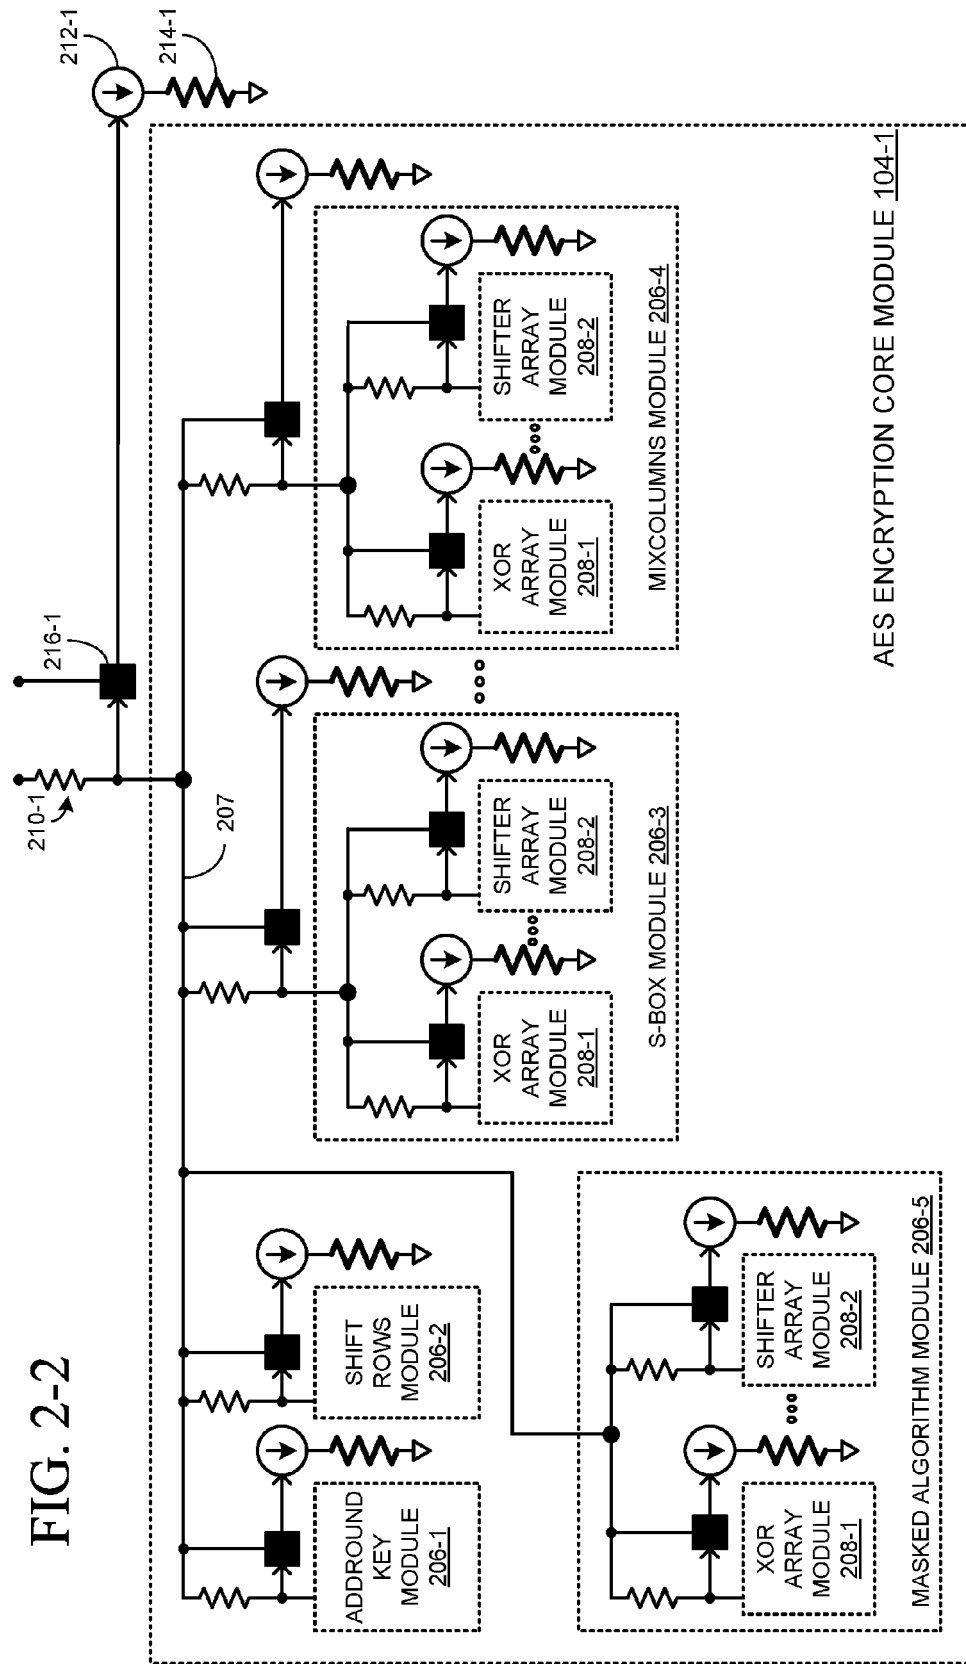 FIG. 2-2
210-1
216-1
212-1
214-1
207
ADDROUND
KEY
MODULE
206-1
SHIFT
ROWS
MODULE
206-2
XOR
ARRAY
MODULE
208-1
SHIFTER
ARRAY
MODULE
208-2
S-BOX MODULE 206-3
XOR
ARRAY
MODULE
208-1
SHIFTER
ARRAY
MODULE
208-2
MIXCOLUMNS MODULE 206-4
XOR
ARRAY
MODULE
208-1
SHIFTER
ARRAY
MODULE
208-2
MASKED ALGORITHM MODULE 206-5
AES ENCRYPTION CORE MODULE 104-1